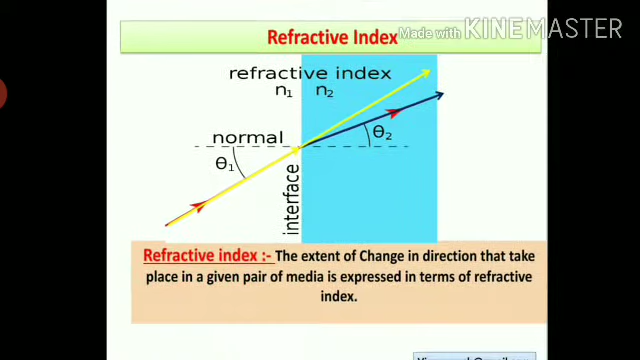 Refractive Index
Made with KINEMASTER
refractive index
n1 n2
normal
θ1
θ2
interface
Refractive index :- The extent of Change in direction that take
place in a given pair of media is expressed in terms of refractive
index.